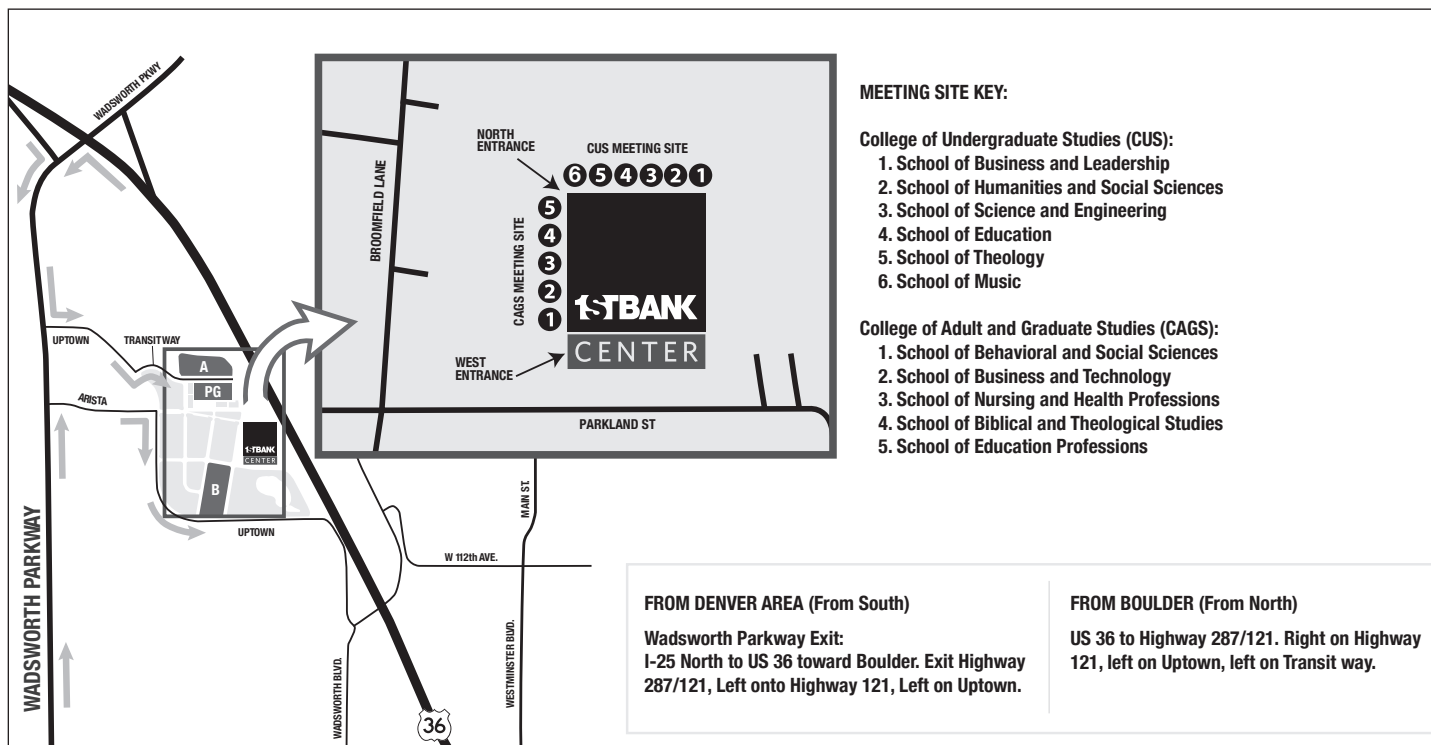 WADSWORTH PKWY
NORTH
ENTRANCE
CUS MEETING SITE
6 5 4 3 2 1
BROOMFIELD LANE
CAGS MEETING SITE
5
4
3
2
1
1STBANK
CENTER
WEST
ENTRANCE
PARKLAND ST
UPTOWN
TRANSITWAY
A
PG
ARISTA
1STBANK
CENTER
B
UPTOWN
WADSWORTH PARKWAY
MAIN ST.
W 112th AVE.
WADSWORTH BLVD.
WESTMINSTER BLVD.
36
MEETING SITE KEY:
College of Undergraduate Studies (CUS):
1. School of Business and Leadership
2. School of Humanities and Social Sciences
3. School of Science and Engineering
4. School of Education
5. School of Theology
6. School of Music
College of Adult and Graduate Studies (CAGS):
1. School of Behavioral and Social Sciences
2. School of Business and Technology
3. School of Nursing and Health Professions
4. School of Biblical and Theological Studies
5. School of Education Professions
FROM DENVER AREA (From South)
Wadsworth Parkway Exit:
I-25 North to US 36 toward Boulder. Exit Highway
287/121, Left onto Highway 121, Left on Uptown.
FROM BOULDER (From North)
US 36 to Highway 287/121. Right on Highway
121, left on Uptown, left on Transit way.